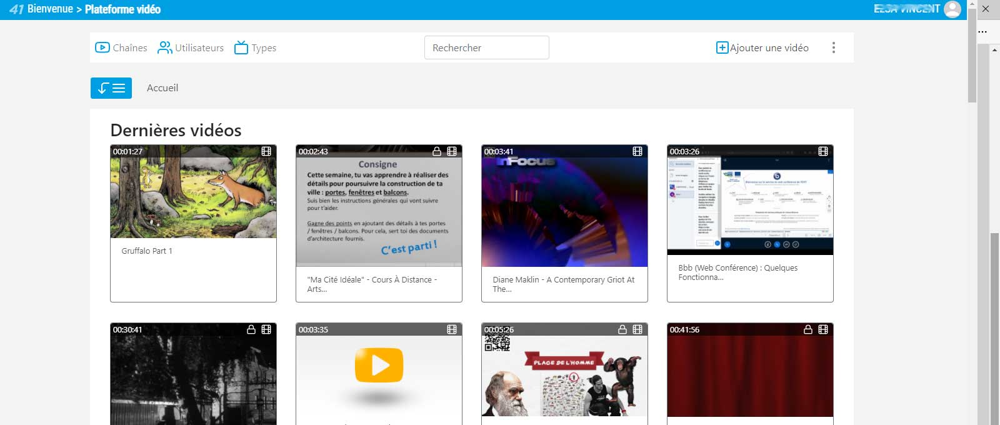 41 Bienvenue > Plateforme vidéo
ELSA VINCENT
Chaînes Utilisateurs Types
Rechercher
Ajouter une vidéo
Accueil
Dernières vidéos
00:01:27
Gruffalo Part 1
00:02:43
Consigne
Cette semaine, tu vas apprendre à réaliser des
détails pour poursuivre la construction de ta
ville : portes, fenêtres et balcons.
Suis bien les instructions générales qui vont suivre
pour t'aider.
Gagne des points en ajoutant des détails à tes portes
/ fenêtres / balcons. Pour cela, sert toi des documents
d'architecture fournis.
C'est parti !
"Ma Cité Idéale" - Cours À Distance -
Arts...
00:03:41
InFocus
Diane Maklin - A Contemporary Griot At
The...
00:03:26
Bbb (Web Conférence) : Quelques
Fonctionna...
00:30:41
00:03:35
00:05:26
PLACE DE L'HOMME
00:41:56